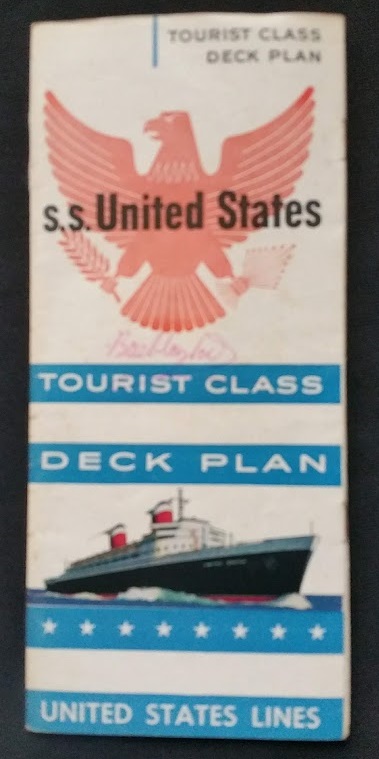 TOURIST CLASS
DECK PLAN
s.s. United States
TOURIST CLASS
DECK PLAN
UNITED STATES LINES